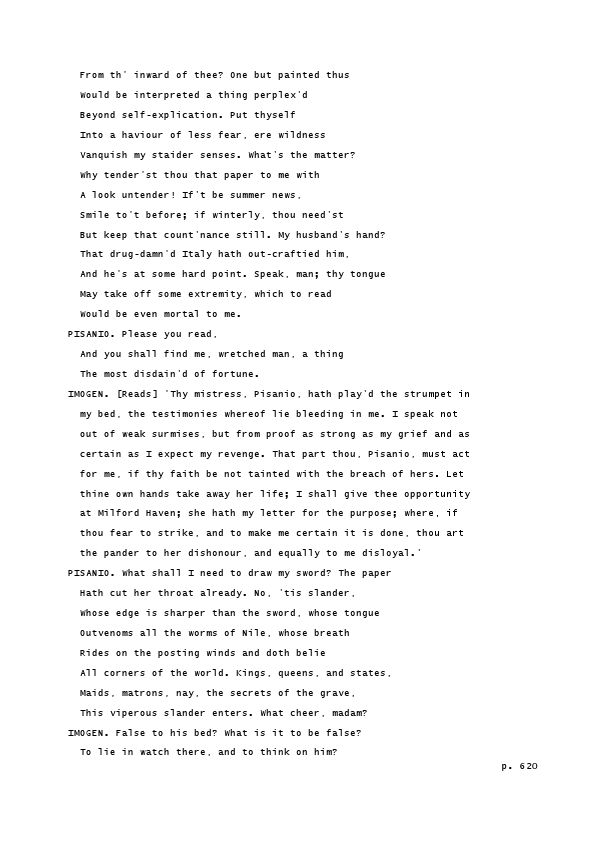 From th' inward of thee? One but painted thus
Would be interpreted a thing perplex'd
Beyond self-explication. Put thyself
Into a haviour of less fear, ere wildness
Vanquish my staider senses. What's the matter?
Why tender'st thou that paper to me with
A look untender! If't be summer news,
Smile to't before; if winterly, thou need'st
But keep that count'nance still. My husband's hand?
That drug-damn'd Italy hath out-craftied him,
And he's at some hard point. Speak, man; thy tongue
May take off some extremity, which to read
Would be even mortal to me.
PISANIO. Please you read,
And you shall find me, wretched man, a thing
The most disdain'd of fortune.
IMOGEN. [Reads] 'Thy mistress, Pisanio, hath play'd the strumpet in
my bed, the testimonies whereof lie bleeding in me. I speak not
out of weak surmises, but from proof as strong as my grief and as
certain as I expect my revenge. That part thou, Pisanio, must act
for me, if thy faith be not tainted with the breach of hers. Let
thine own hands take away her life; I shall give thee opportunity
at Milford Haven; she hath my letter for the purpose; where, if
thou fear to strike, and to make me certain it is done, thou art
the pander to her dishonour, and equally to me disloyal.'
PISANIO. What shall I need to draw my sword? The paper
Hath cut her throat already. No, 'tis slander,
Whose edge is sharper than the sword, whose tongue
Outvenoms all the worms of Nile, whose breath
Rides on the posting winds and doth belie
All corners of the world. Kings, queens, and states,
Maids, matrons, nay, the secrets of the grave,
This viperous slander enters. What cheer, madam?
IMOGEN. False to his bed? What is it to be false?
To lie in watch there, and to think on him?
p. 620